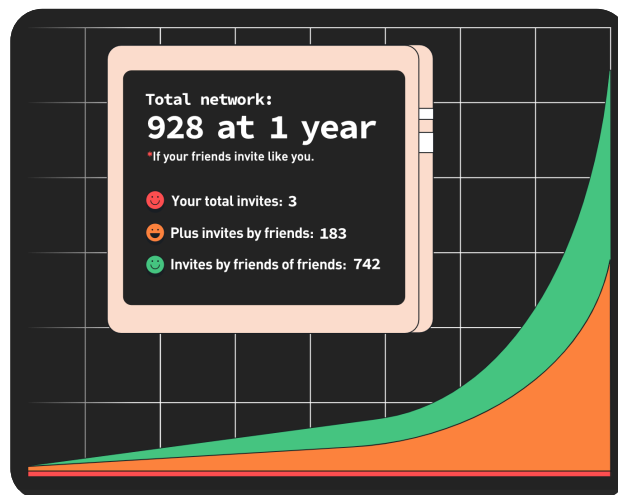 Total network:
928 at 1 year
*If your friends invite like you.
Your total invites: 3
Plus invites by friends: 183
Invites by friends of friends: 742